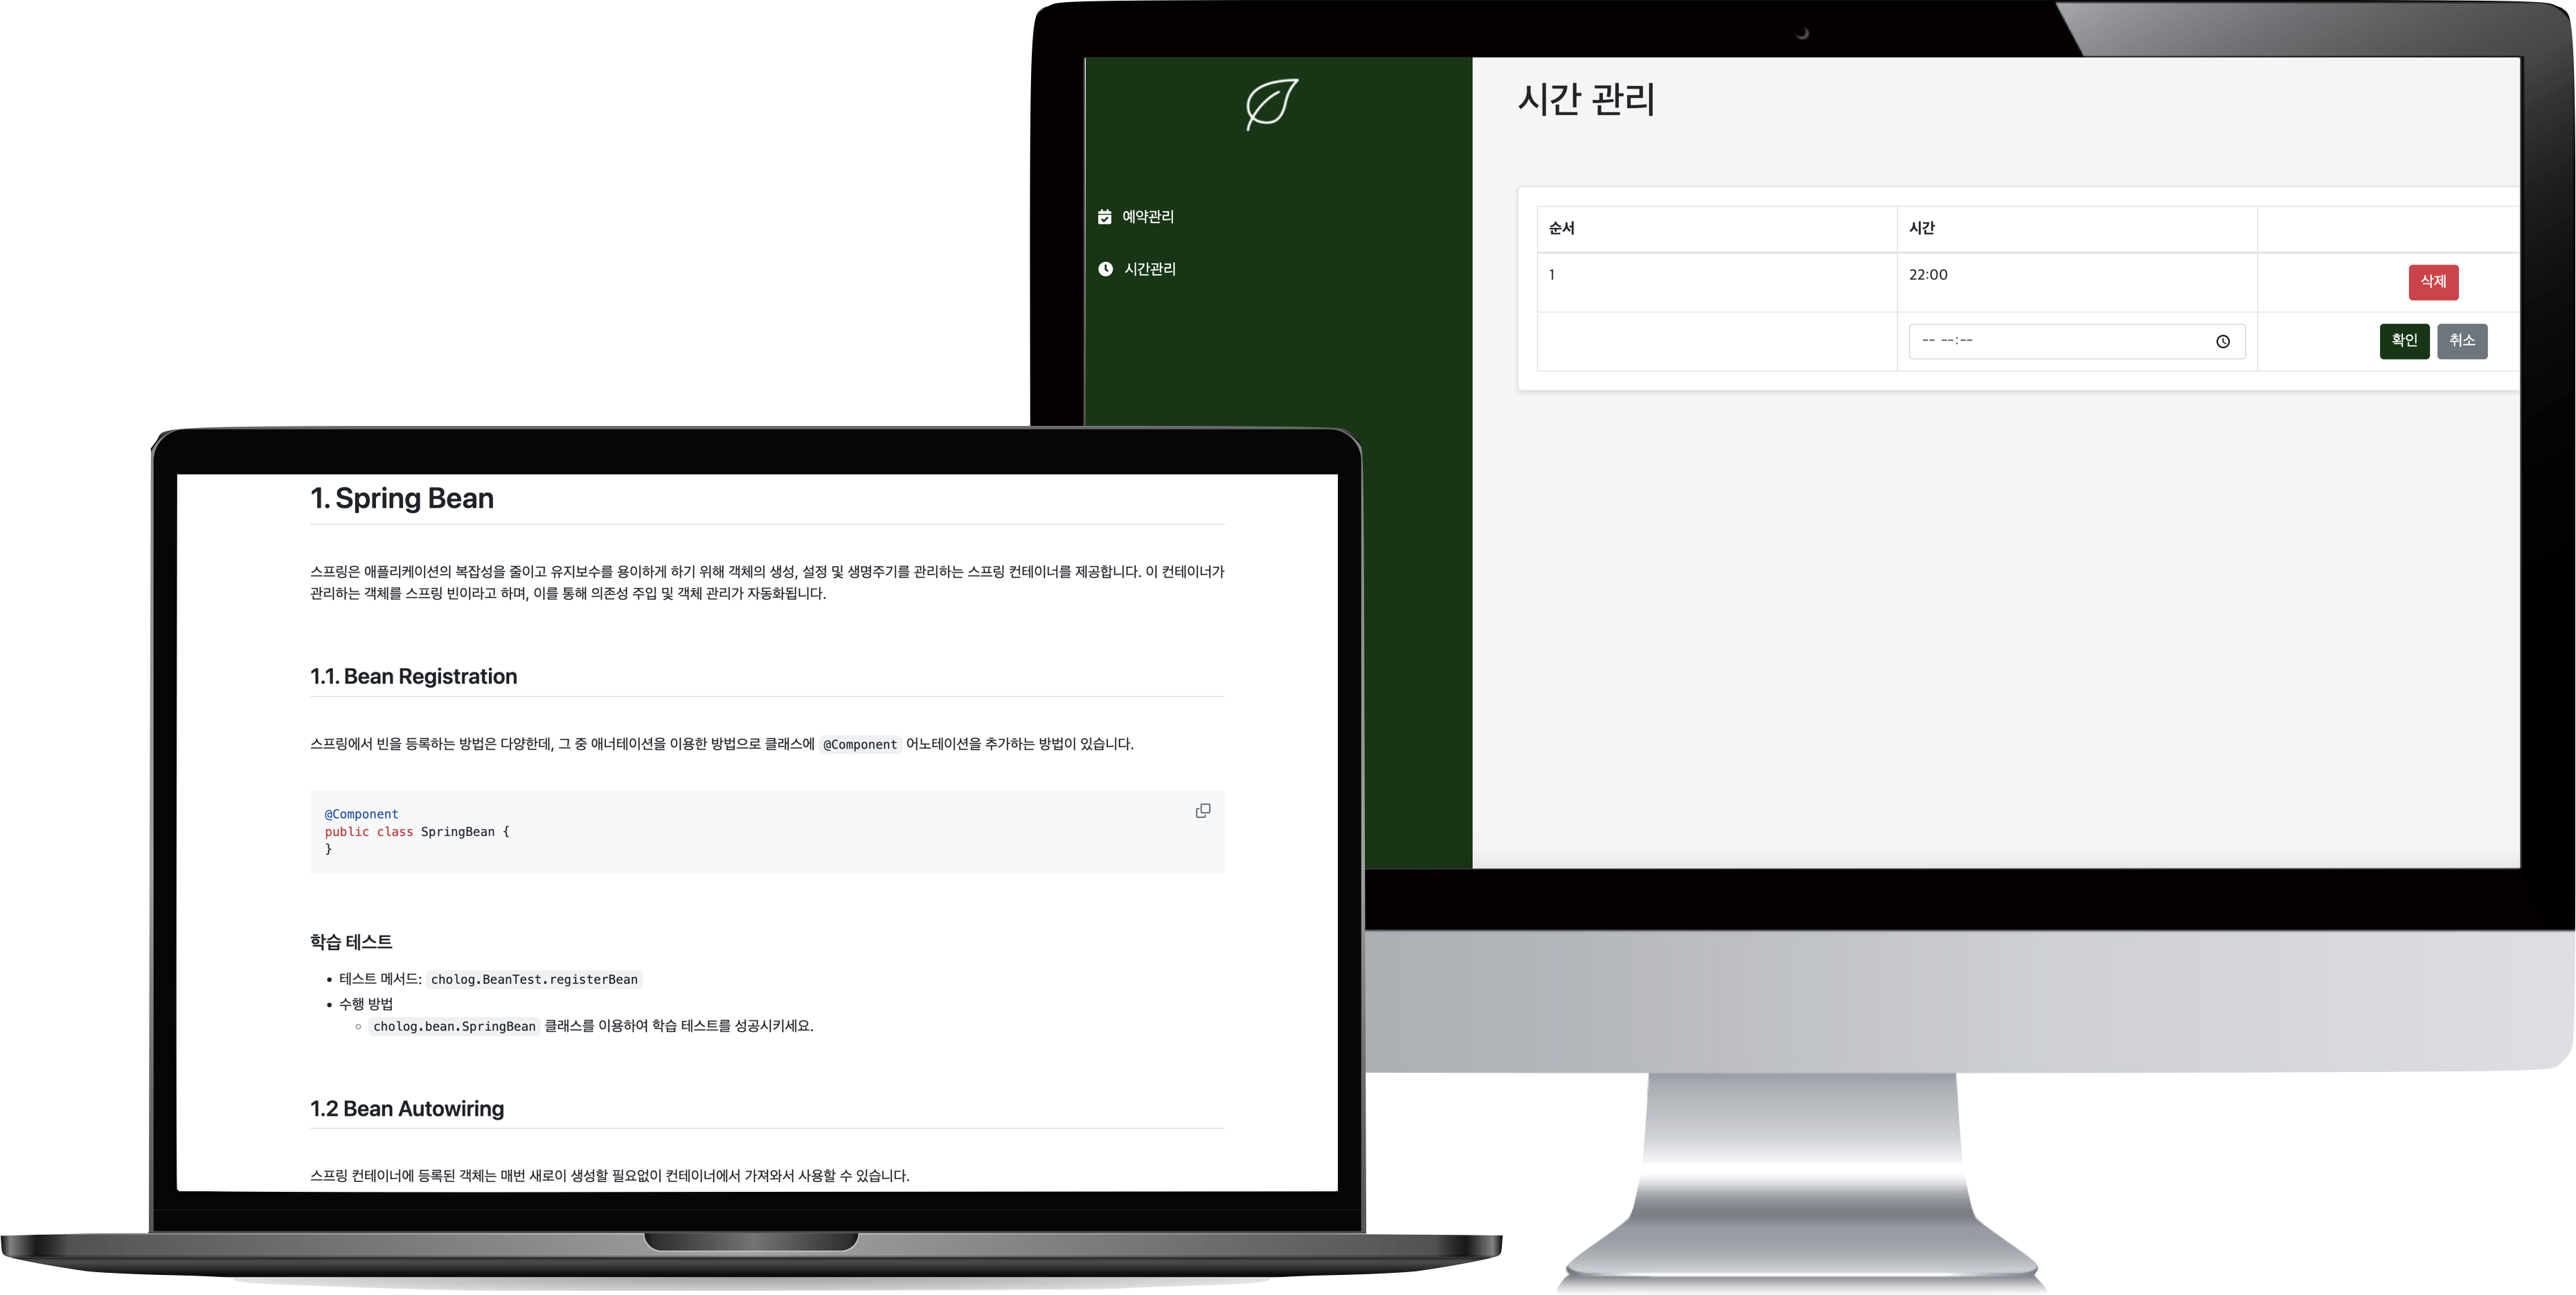 시간 관리
예약관리
시간관리
순서 시간
1 22:00 삭제
-- --:-- 확인 취소
1. Spring Bean
스프링은 애플리케이션의 복잡성을 줄이고 유지보수를 용이하게 하기 위해 객체의 생성, 설정 및 생명주기를 관리하는 스프링 컨테이너를 제공합니다. 이 컨테이너가
관리하는 객체를 스프링 빈이라고 하며, 이를 통해 의존성 주입 및 객체 관리가 자동화됩니다.
1.1. Bean Registration
스프링에서 빈을 등록하는 방법은 다양한데, 그 중 애너테이션을 이용한 방법으로 클래스에 @Component 어노테이션을 추가하는 방법이 있습니다.
@Component
public class SpringBean {
}
학습 테스트
• 테스트 메서드: cholog.BeanTest.registerBean
• 수행 방법
◦ cholog.bean.SpringBean 클래스를 이용하여 학습 테스트를 성공시키세요.
1.2 Bean Autowiring
스프링 컨테이너에 등록된 객체는 매번 새로이 생성할 필요없이 컨테이너에서 가져와서 사용할 수 있습니다.